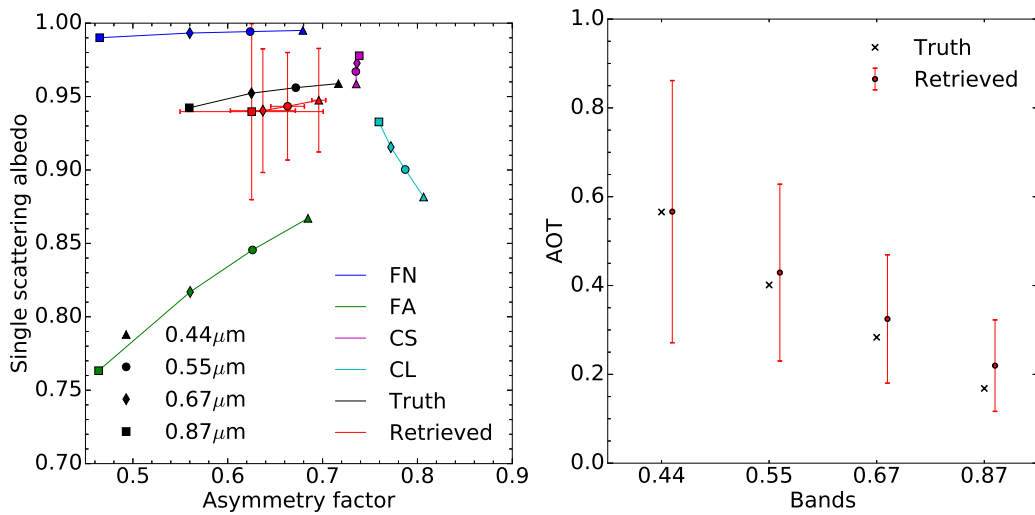 1.00
0.95
0.90
0.85
0.80
0.75
0.70
Single scattering albedo
0.44μm
0.55μm
0.67μm
0.87μm
FN
FA
CS
CL
Truth
Retrieved
0.5
0.6
0.7
0.8
0.9
Asymmetry factor
1.0
0.8
0.6
0.4
0.2
0.0
AOT
Truth
Retrieved
0.44
0.55
0.67
0.87
Bands